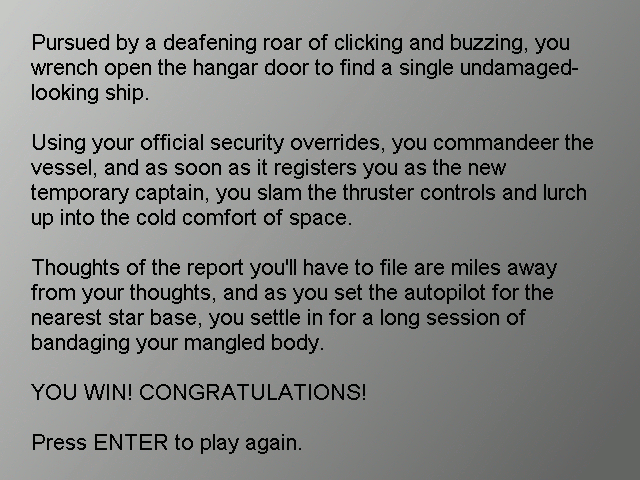 Pursued by a deafening roar of clicking and buzzing, you
wrench open the hangar door to find a single undamaged-
looking ship.
Using your official security overrides, you commandeer the
vessel, and as soon as it registers you as the new
temporary captain, you slam the thruster controls and lurch
up into the cold comfort of space.
Thoughts of the report you'll have to file are miles away
from your thoughts, and as you set the autopilot for the
nearest star base, you settle in for a long session of
bandaging your mangled body.
YOU WIN! CONGRATULATIONS!
Press ENTER to play again.